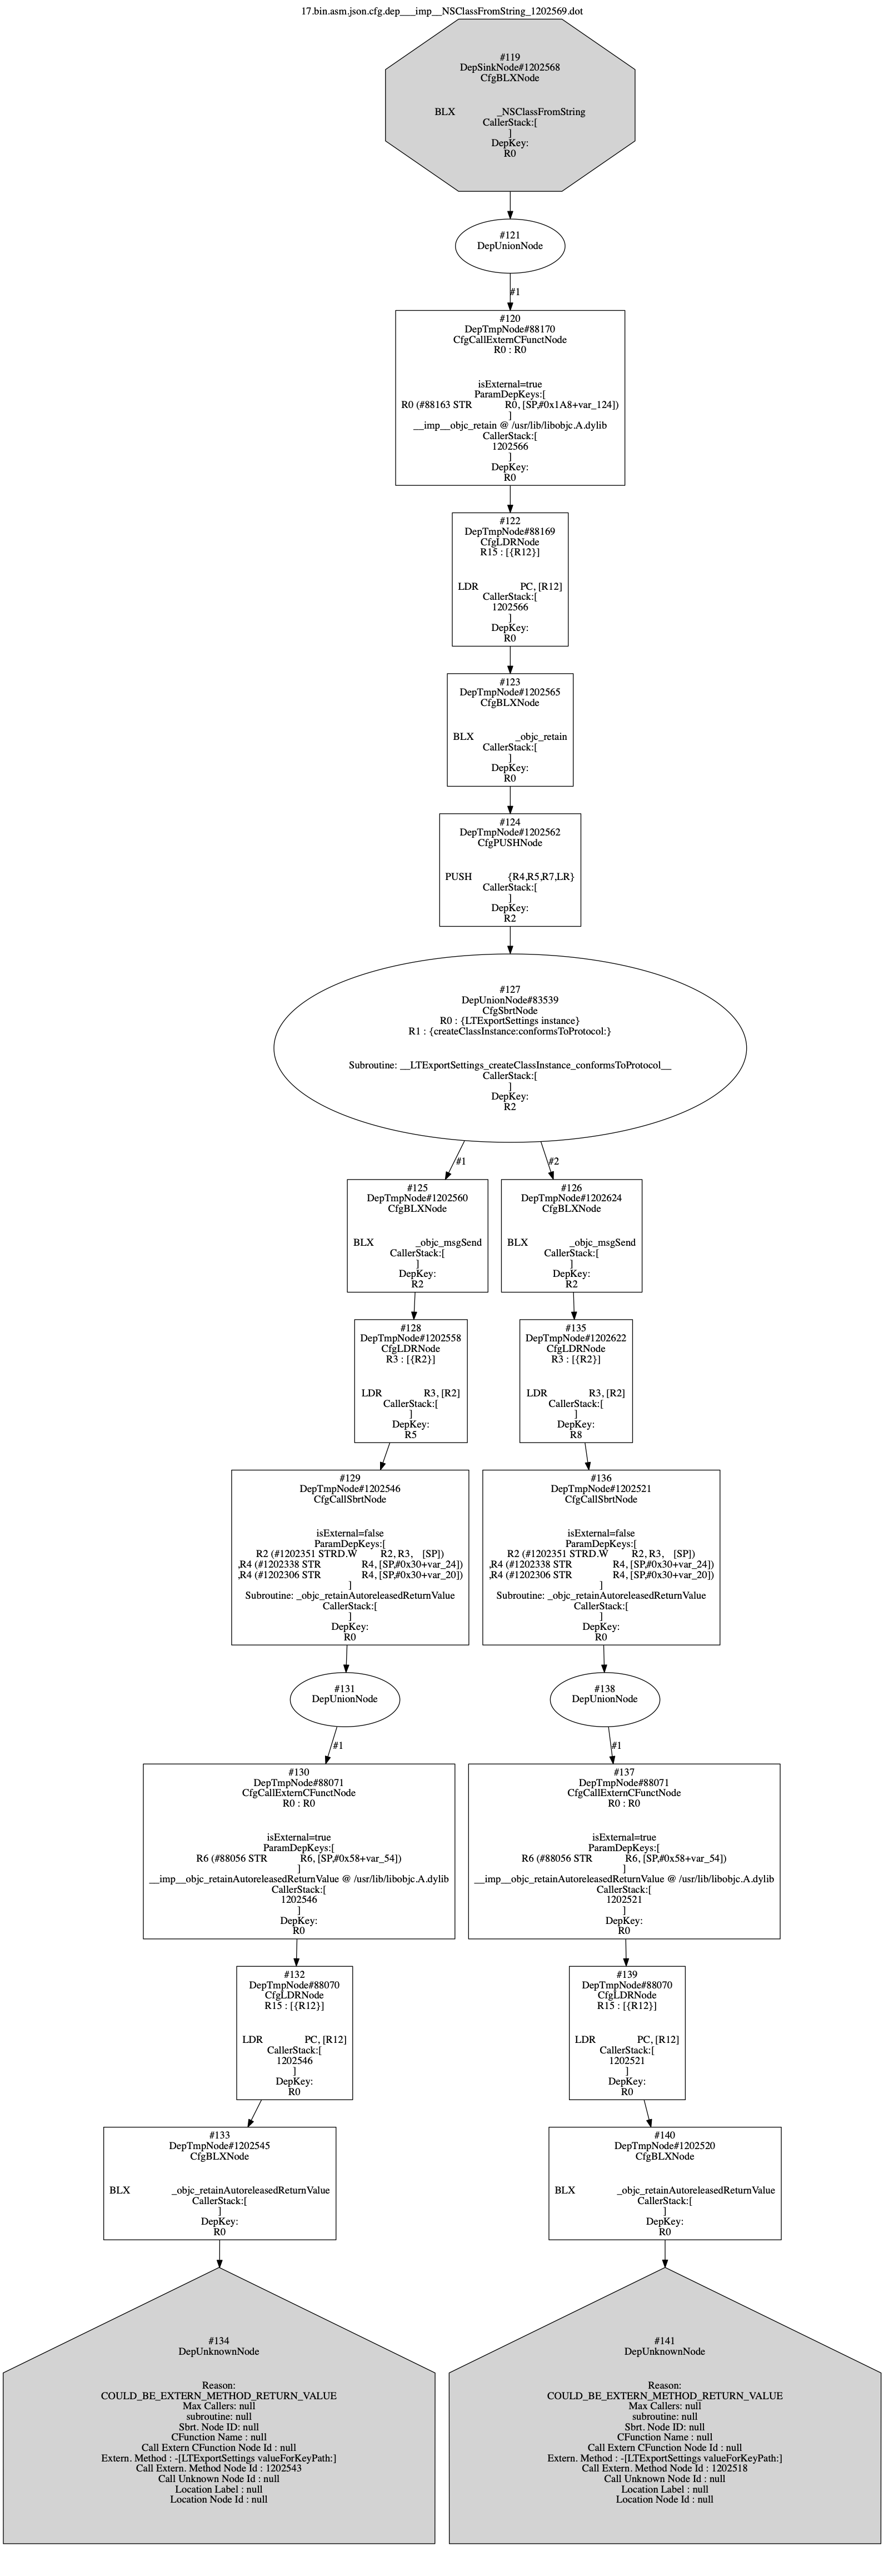 17.bin.asm.json.cfg.dep___imp__NSClassFromString_1202569.dot
#119
DepSinkNode#1202568
CfgBLXNode
BLX _NSClassFromString
CallerStack:[
]
DepKey:
R0
#121
DepUnionNode
#1
#120
DepTmpNode#88170
CfgCallExternCFunctNode
R0 : R0
isExternal=true
ParamDepKeys:[
R0 (#88163 STR R0, [SP,#0x1A8+var_124])
]
__imp__objc_retain @ /usr/lib/libobjc.A.dylib
CallerStack:[
1202566
]
DepKey:
R0
#122
DepTmpNode#88169
CfgLDRNode
R15 : [{R12}]
LDR PC, [R12]
CallerStack:[
1202566
]
DepKey:
R0
#123
DepTmpNode#1202565
CfgBLXNode
BLX _objc_retain
CallerStack:[
]
DepKey:
R0
#124
DepTmpNode#1202562
CfgPUSHNode
PUSH {R4,R5,R7,LR}
CallerStack:[
]
DepKey:
R2
#127
DepUnionNode#83539
CfgSbrtNode
R0 : {LTExportSettings instance}
R1 : {createClassInstance:conformsToProtocol:}
Subroutine: __LTExportSettings_createClassInstance_conformsToProtocol__
CallerStack:[
]
DepKey:
R2
#1
#2
#125
DepTmpNode#1202560
CfgBLXNode
BLX _objc_msgSend
CallerStack:[
]
DepKey:
R2
#126
DepTmpNode#1202624
CfgBLXNode
BLX _objc_msgSend
CallerStack:[
]
DepKey:
R2
#128
DepTmpNode#1202558
CfgLDRNode
R3 : [{R2}]
LDR R3, [R2]
CallerStack:[
]
DepKey:
R5
#135
DepTmpNode#1202622
CfgLDRNode
R3 : [{R2}]
LDR R3, [R2]
CallerStack:[
]
DepKey:
R8
#129
DepTmpNode#1202546
CfgCallSbrtNode
isExternal=false
ParamDepKeys:[
R2 (#1202351 STRD.W R2, R3, [SP])
,R4 (#1202338 STR R4, [SP,#0x30+var_24])
,R4 (#1202306 STR R4, [SP,#0x30+var_20])
]
Subroutine: _objc_retainAutoreleasedReturnValue
CallerStack:[
]
DepKey:
R0
#136
DepTmpNode#1202521
CfgCallSbrtNode
isExternal=false
ParamDepKeys:[
R2 (#1202351 STRD.W R2, R3, [SP])
,R4 (#1202338 STR R4, [SP,#0x30+var_24])
,R4 (#1202306 STR R4, [SP,#0x30+var_20])
]
Subroutine: _objc_retainAutoreleasedReturnValue
CallerStack:[
]
DepKey:
R0
#131
DepUnionNode
#138
DepUnionNode
#1
#1
#130
DepTmpNode#88071
CfgCallExternCFunctNode
R0 : R0
isExternal=true
ParamDepKeys:[
R6 (#88056 STR R6, [SP,#0x58+var_54])
]
__imp__objc_retainAutoreleasedReturnValue @ /usr/lib/libobjc.A.dylib
CallerStack:[
1202546
]
DepKey:
R0
#137
DepTmpNode#88071
CfgCallExternCFunctNode
R0 : R0
isExternal=true
ParamDepKeys:[
R6 (#88056 STR R6, [SP,#0x58+var_54])
]
__imp__objc_retainAutoreleasedReturnValue @ /usr/lib/libobjc.A.dylib
CallerStack:[
1202521
]
DepKey:
R0
#132
DepTmpNode#88070
CfgLDRNode
R15 : [{R12}]
LDR PC, [R12]
CallerStack:[
1202546
]
DepKey:
R0
#139
DepTmpNode#88070
CfgLDRNode
R15 : [{R12}]
LDR PC, [R12]
CallerStack:[
1202521
]
DepKey:
R0
#133
DepTmpNode#1202545
CfgBLXNode
BLX _objc_retainAutoreleasedReturnValue
CallerStack:[
]
DepKey:
R0
#140
DepTmpNode#1202520
CfgBLXNode
BLX _objc_retainAutoreleasedReturnValue
CallerStack:[
]
DepKey:
R0
#134
DepUnknownNode
Reason:
COULD_BE_EXTERN_METHOD_RETURN_VALUE
Max Callers: null
subroutine: null
Sbrt. Node ID: null
CFunction Name : null
Call Extern CFunction Node Id : null
Extern. Method : -[LTExportSettings valueForKeyPath:]
Call Extern. Method Node Id : 1202543
Call Unknown Node Id : null
Location Label : null
Location Node Id : null
#141
DepUnknownNode
Reason:
COULD_BE_EXTERN_METHOD_RETURN_VALUE
Max Callers: null
subroutine: null
Sbrt. Node ID: null
CFunction Name : null
Call Extern CFunction Node Id : null
Extern. Method : -[LTExportSettings valueForKeyPath:]
Call Extern. Method Node Id : 1202518
Call Unknown Node Id : null
Location Label : null
Location Node Id : null